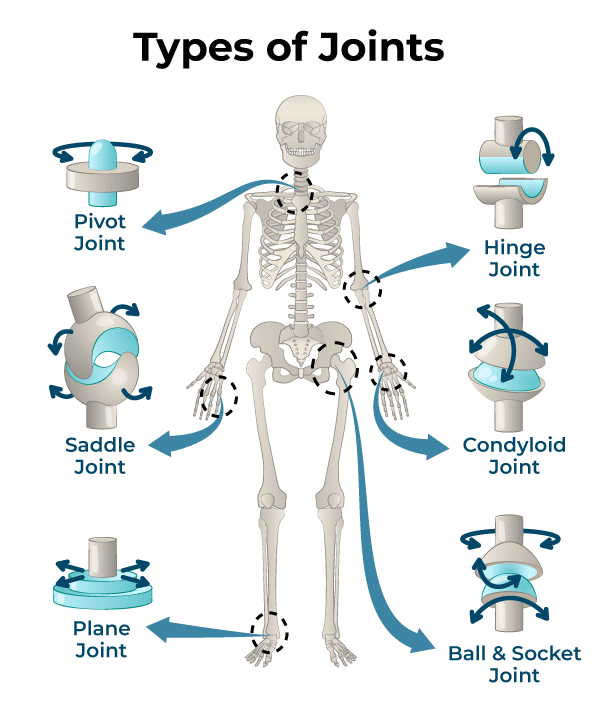 Types of Joints
Pivot
Joint
Hinge
Joint
Saddle
Joint
Condyloid
Joint
Plane
Joint
Ball & Socket
Joint